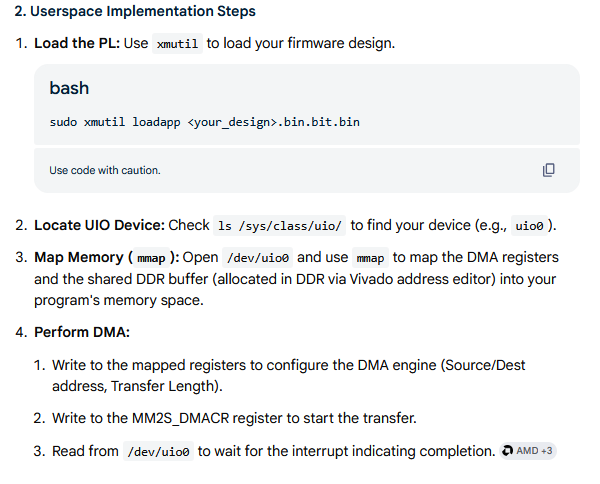 2. Userspace Implementation Steps
1. Load the PL: Use xmutil to load your firmware design.
bash
sudo xmutil loadapp <your_design>.bin.bit.bin
Use code with caution.
2. Locate UIO Device: Check ls /sys/class/uio/ to find your device (e.g., uio0 ).
3. Map Memory ( mmap ): Open /dev/uio0 and use mmap to map the DMA registers
and the shared DDR buffer (allocated in DDR via Vivado address editor) into your
program's memory space.
4. Perform DMA:
1. Write to the mapped registers to configure the DMA engine (Source/Dest
address, Transfer Length).
2. Write to the MM2S_DMACR register to start the transfer.
3. Read from /dev/uio0 to wait for the interrupt indicating completion. AMD +3